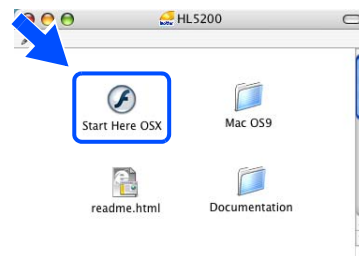 HL5200
Start Here OSX
Mac OS9
readme.html
Documentation